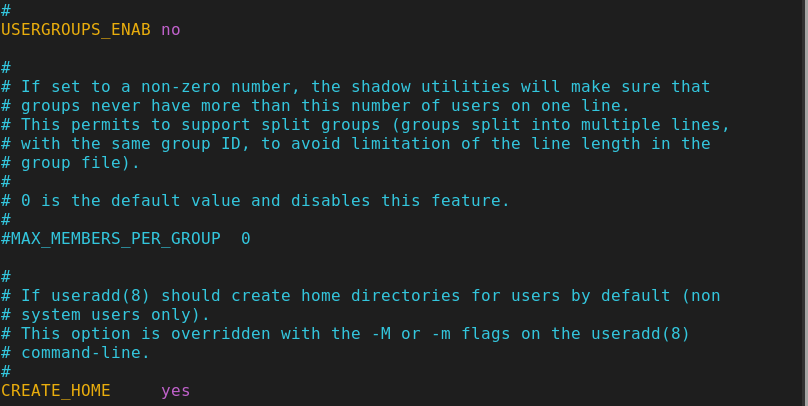 #
USERGROUPS_ENAB no
#
# If set to a non-zero number, the shadow utilities will make sure that
# groups never have more than this number of users on one line.
# This permits to support split groups (groups split into multiple lines,
# with the same group ID, to avoid limitation of the line length in the
# group file).
#
# 0 is the default value and disables this feature.
#
#MAX_MEMBERS_PER_GROUP  0
#
# If useradd(8) should create home directories for users by default (non
# system users only).
# This option is overridden with the -M or -m flags on the useradd(8)
# command-line.
#
CREATE_HOME     yes